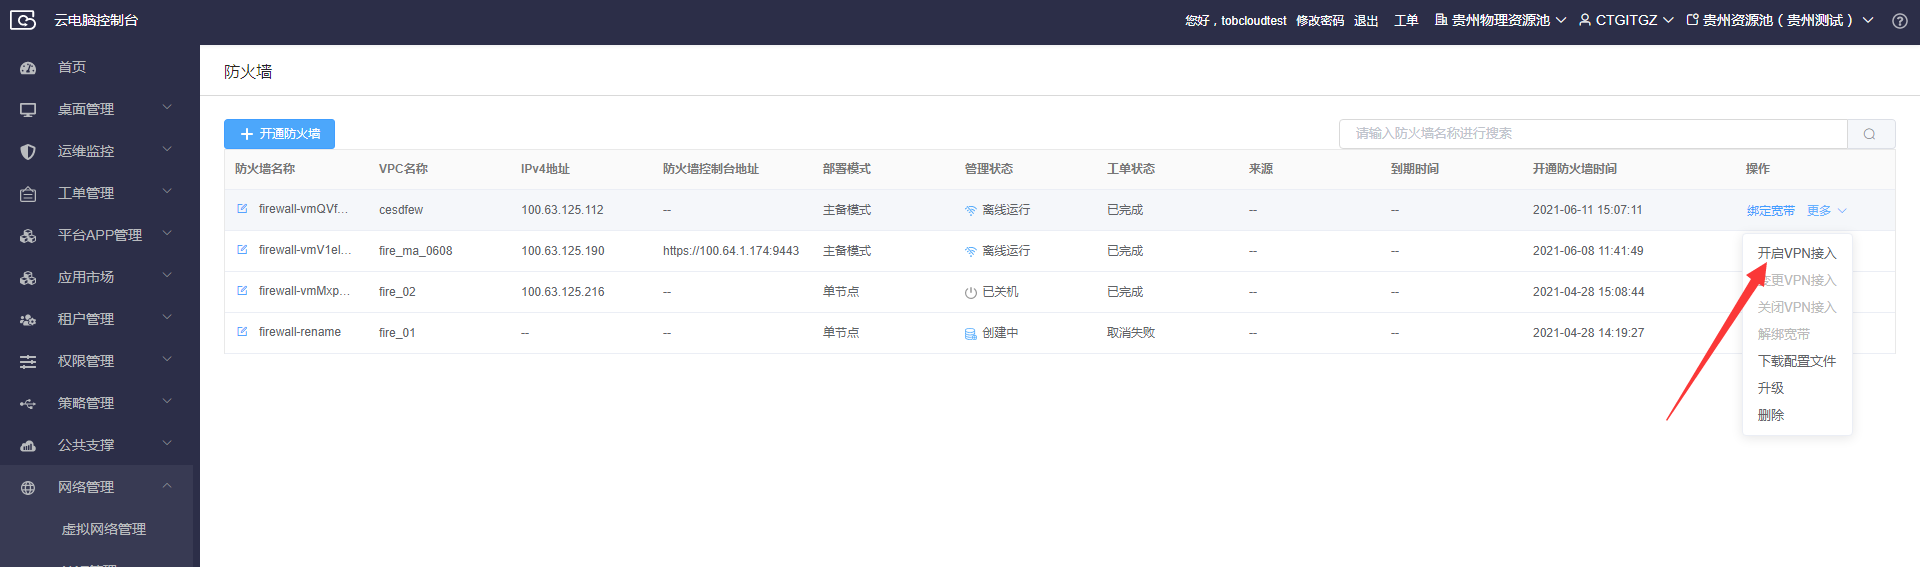 云电脑控制台
您好，tobcloudtest 修改密码 退出 工单 贵州物理资源池 CTGITGZ 贵州资源池（贵州测试）
首页
桌面管理
运维监控
工单管理
平台APP管理
应用市场
租户管理
权限管理
策略管理
公共支撑
网络管理
虚拟网络管理
防火墙
开通防火墙
请输入防火墙名称进行搜索
防火墙名称 VPC名称 IPv4地址 防火墙控制台地址 部署模式 管理状态 工单状态 来源 到期时间 开通防火墙时间 操作
firewall-vmQVf... cesdfew 100.63.125.112 -- 主备模式 离线运行 已完成 -- -- 2021-06-11 15:07:11 绑定宽带 更多
firewall-vmV1el... fire_ma_0608 100.63.125.190 https://100.64.1.174:9443 主备模式 离线运行 已完成 -- -- 2021-06-08 11:41:49
firewall-vmMxp... fire_02 100.63.125.216 -- 单节点 已关机 已完成 -- -- 2021-04-28 15:08:44
firewall-rename fire_01 -- -- 单节点 创建中 取消失败 -- -- 2021-04-28 14:19:27
开启VPN接入
变更VPN接入
关闭VPN接入
解绑宽带
下载配置文件
升级
删除